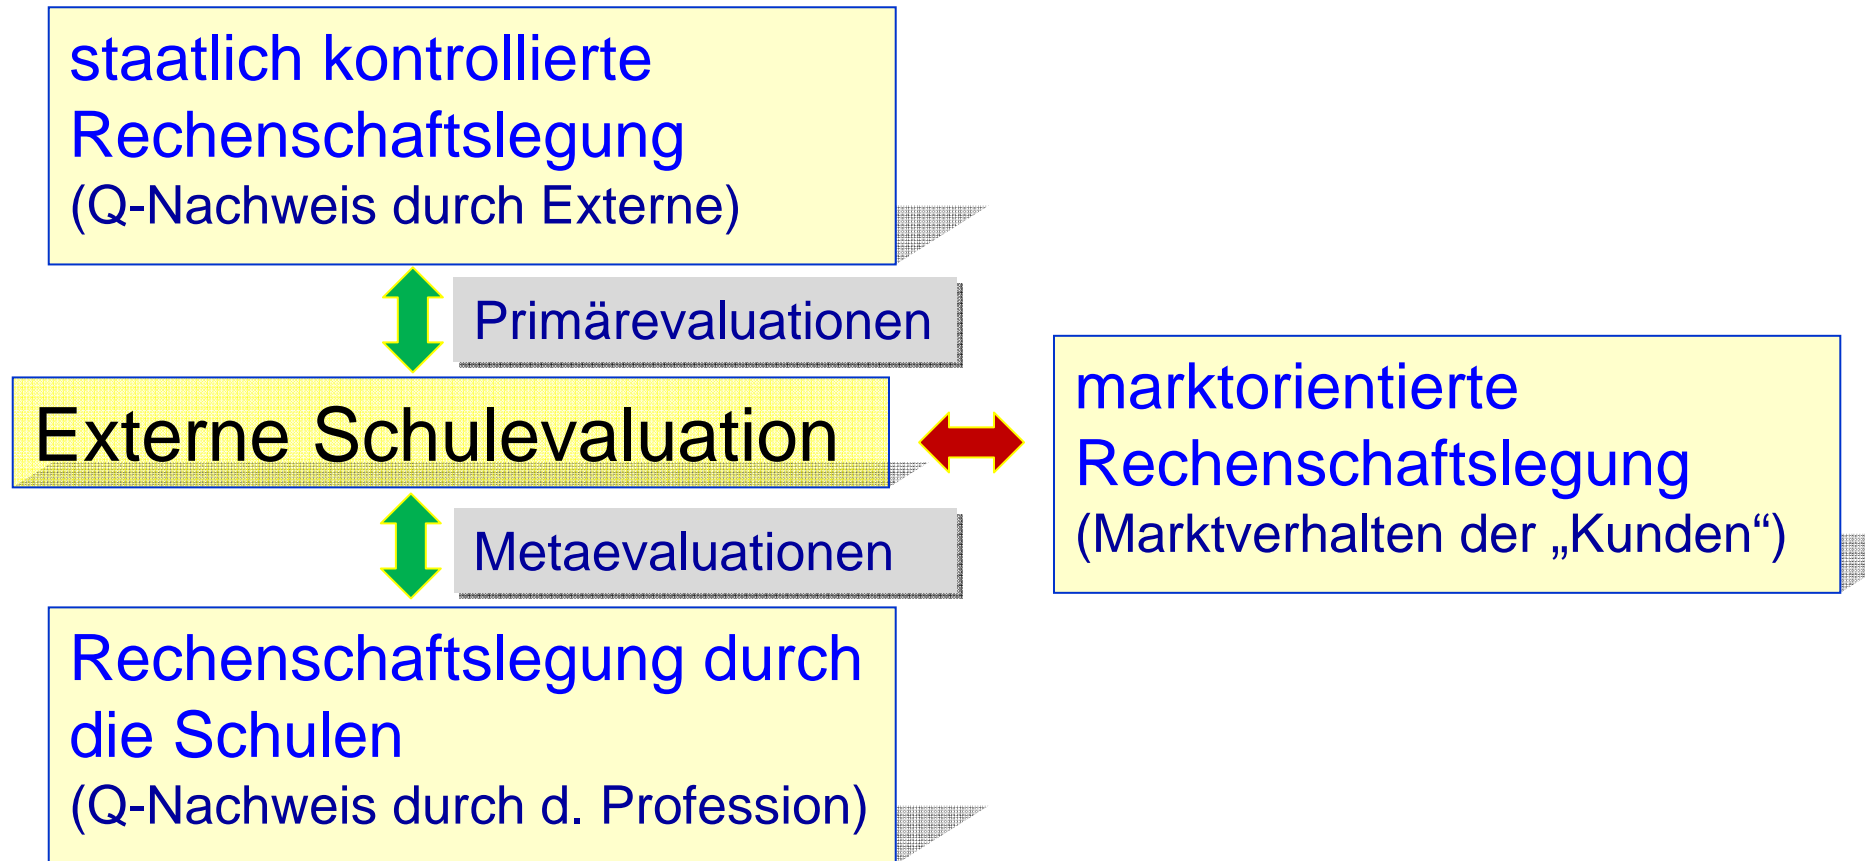 staatlich kontrollierte
Rechenschaftslegung
(Q-Nachweis durch Externe)
Primärevaluationen
Externe Schulevaluation
marktorientierte
Rechenschaftslegung
(Marktverhalten der „Kunden“)
Metaevaluationen
Rechenschaftslegung durch
die Schulen
(Q-Nachweis durch d. Profession)